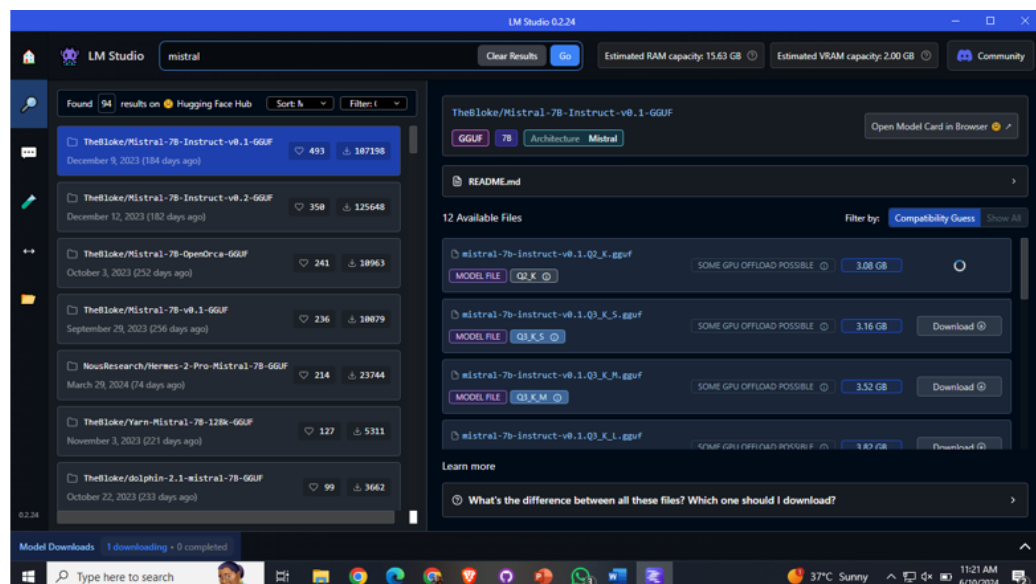 LM Studio 0.2.24
LM Studio
mistral
Clear Results
Go
Estimated RAM capacity: 15.63 GB
Estimated VRAM capacity: 2.00 GB
Community
Found 94 results on Hugging Face Hub
Sort: N
Filter: (
TheBloke/Mistral-7B-Instruct-v0.1-GGUF
December 9, 2023 (184 days ago)
493
107198
TheBloke/Mistral-7B-Instruct-v0.2-GGUF
December 12, 2023 (182 days ago)
350
125648
TheBloke/Mistral-7B-OpenOrca-GGUF
October 3, 2023 (252 days ago)
241
10963
TheBloke/Mistral-7B-v0.1-GGUF
September 29, 2023 (256 days ago)
236
10079
NousResearch/Hermes-2-Pro-Mistral-7B-GGUF
March 29, 2024 (74 days ago)
214
23744
TheBloke/Yarn-Mistral-7B-128k-GGUF
November 3, 2023 (221 days ago)
127
5311
TheBloke/dolphin-2.1-mistral-7B-GGUF
October 22, 2023 (233 days ago)
99
3662
0.2.24
TheBloke/Mistral-7B-Instruct-v0.1-GGUF
GGUF
7B
Architecture Mistral
Open Model Card in Browser
README.md
12 Available Files
Filter by:
Compatibility Guess
Show All
mistral-7b-instruct-v0.1.Q2_K.gguf
MODEL FILE
Q2_K
SOME GPU OFFLOAD POSSIBLE
3.08 GB
mistral-7b-instruct-v0.1.Q3_K_S.gguf
MODEL FILE
Q3_K_S
SOME GPU OFFLOAD POSSIBLE
3.16 GB
Download
mistral-7b-instruct-v0.1.Q3_K_M.gguf
MODEL FILE
Q3_K_M
SOME GPU OFFLOAD POSSIBLE
3.52 GB
Download
mistral-7b-instruct-v0.1.Q3_K_L.gguf
SOME GPU OFFLOAD POSSIBLE
3.82 GB
Download
Learn more
What's the difference between all these files? Which one should I download?
Model Downloads
1 downloading • 0 completed
Type here to search
37°C Sunny
11:21 AM
6/10/2024